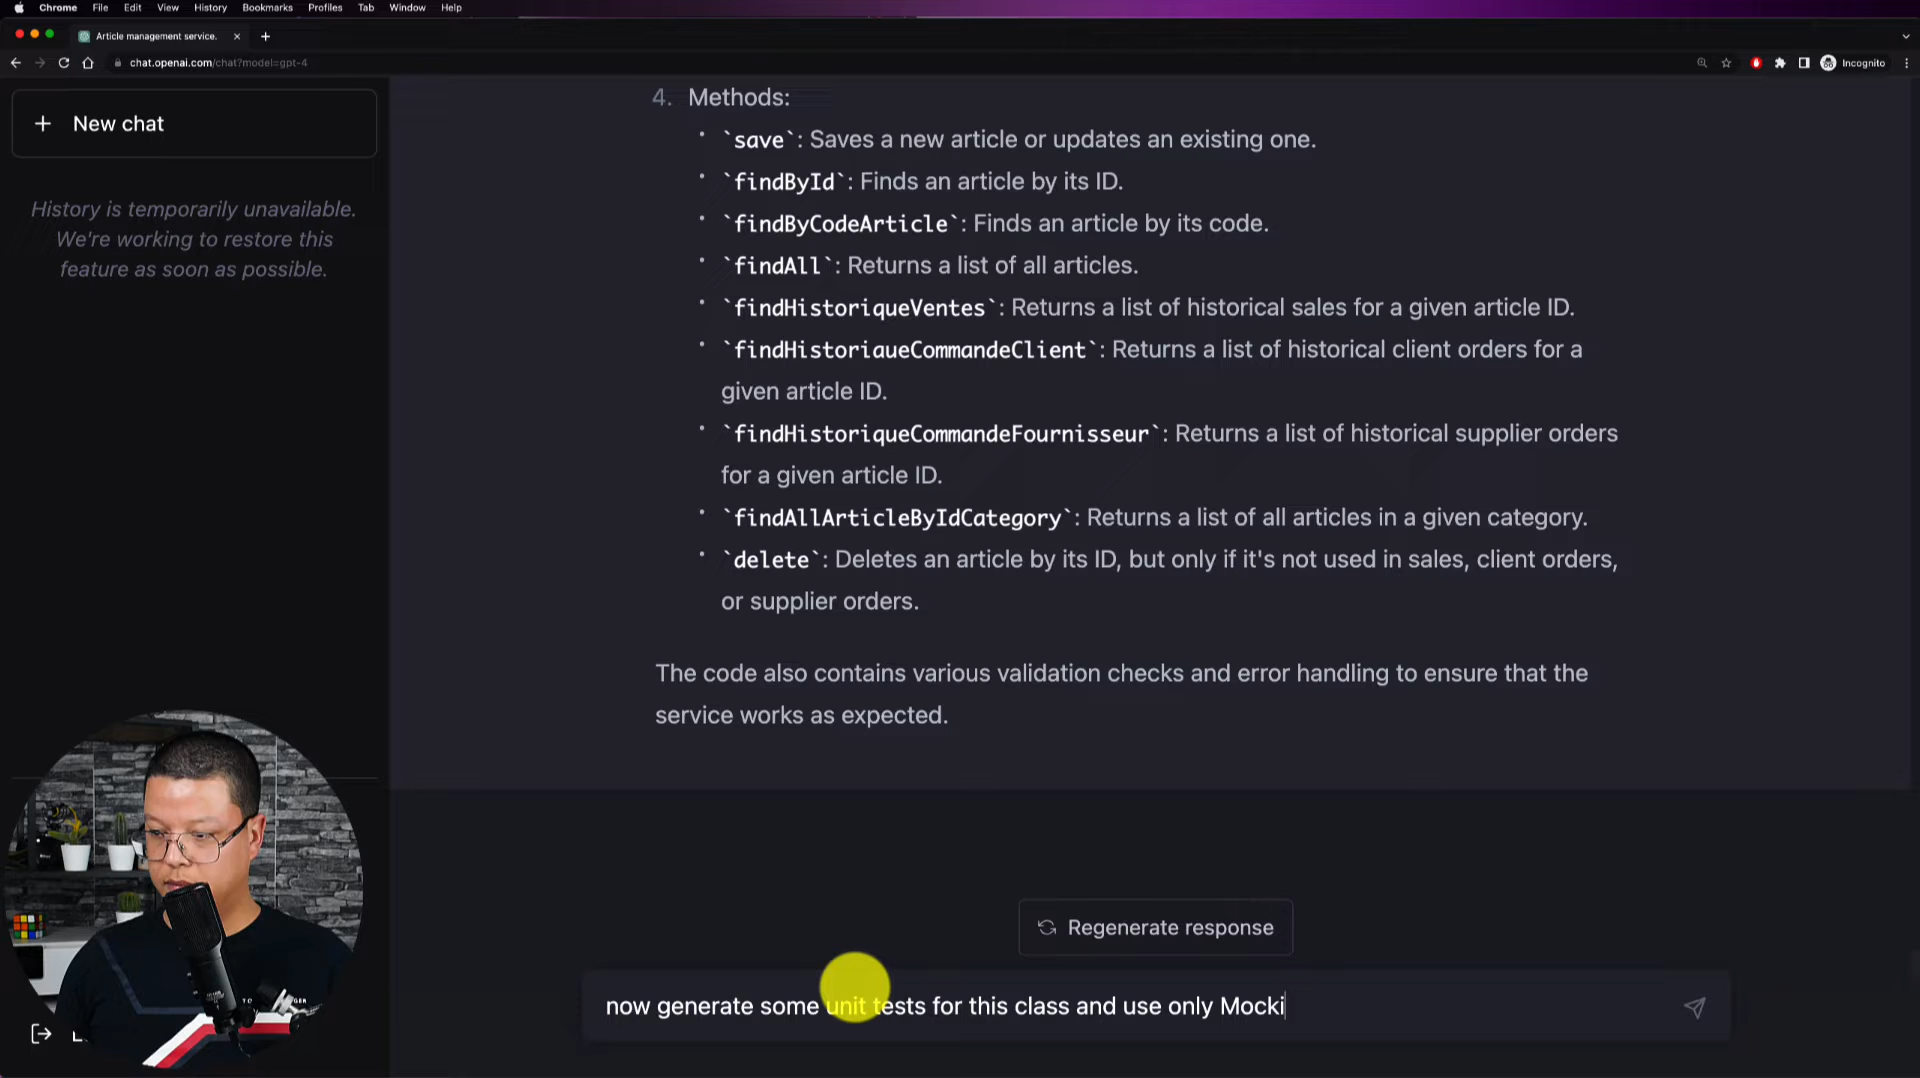 Chrome File Edit View History Bookmarks Profiles Tab Window Help
Article management service.
chat.openai.com/chat?model=gpt-4
Incognito
New chat
History is temporarily unavailable.
We're working to restore this
feature as soon as possible.
4. Methods:
• `save`: Saves a new article or updates an existing one.
• `findById`: Finds an article by its ID.
• `findByCodeArticle`: Finds an article by its code.
• `findAll`: Returns a list of all articles.
• `findHistoriqueVentes`: Returns a list of historical sales for a given article ID.
• `findHistoriaueCommandeClient`: Returns a list of historical client orders for a
given article ID.
• `findHistoriqueCommandeFournisseur`: Returns a list of historical supplier orders
for a given article ID.
• `findAllArticleByIdCategory`: Returns a list of all articles in a given category.
• `delete`: Deletes an article by its ID, but only if it's not used in sales, client orders,
or supplier orders.
The code also contains various validation checks and error handling to ensure that the
service works as expected.
Regenerate response
now generate some unit tests for this class and use only Mocki